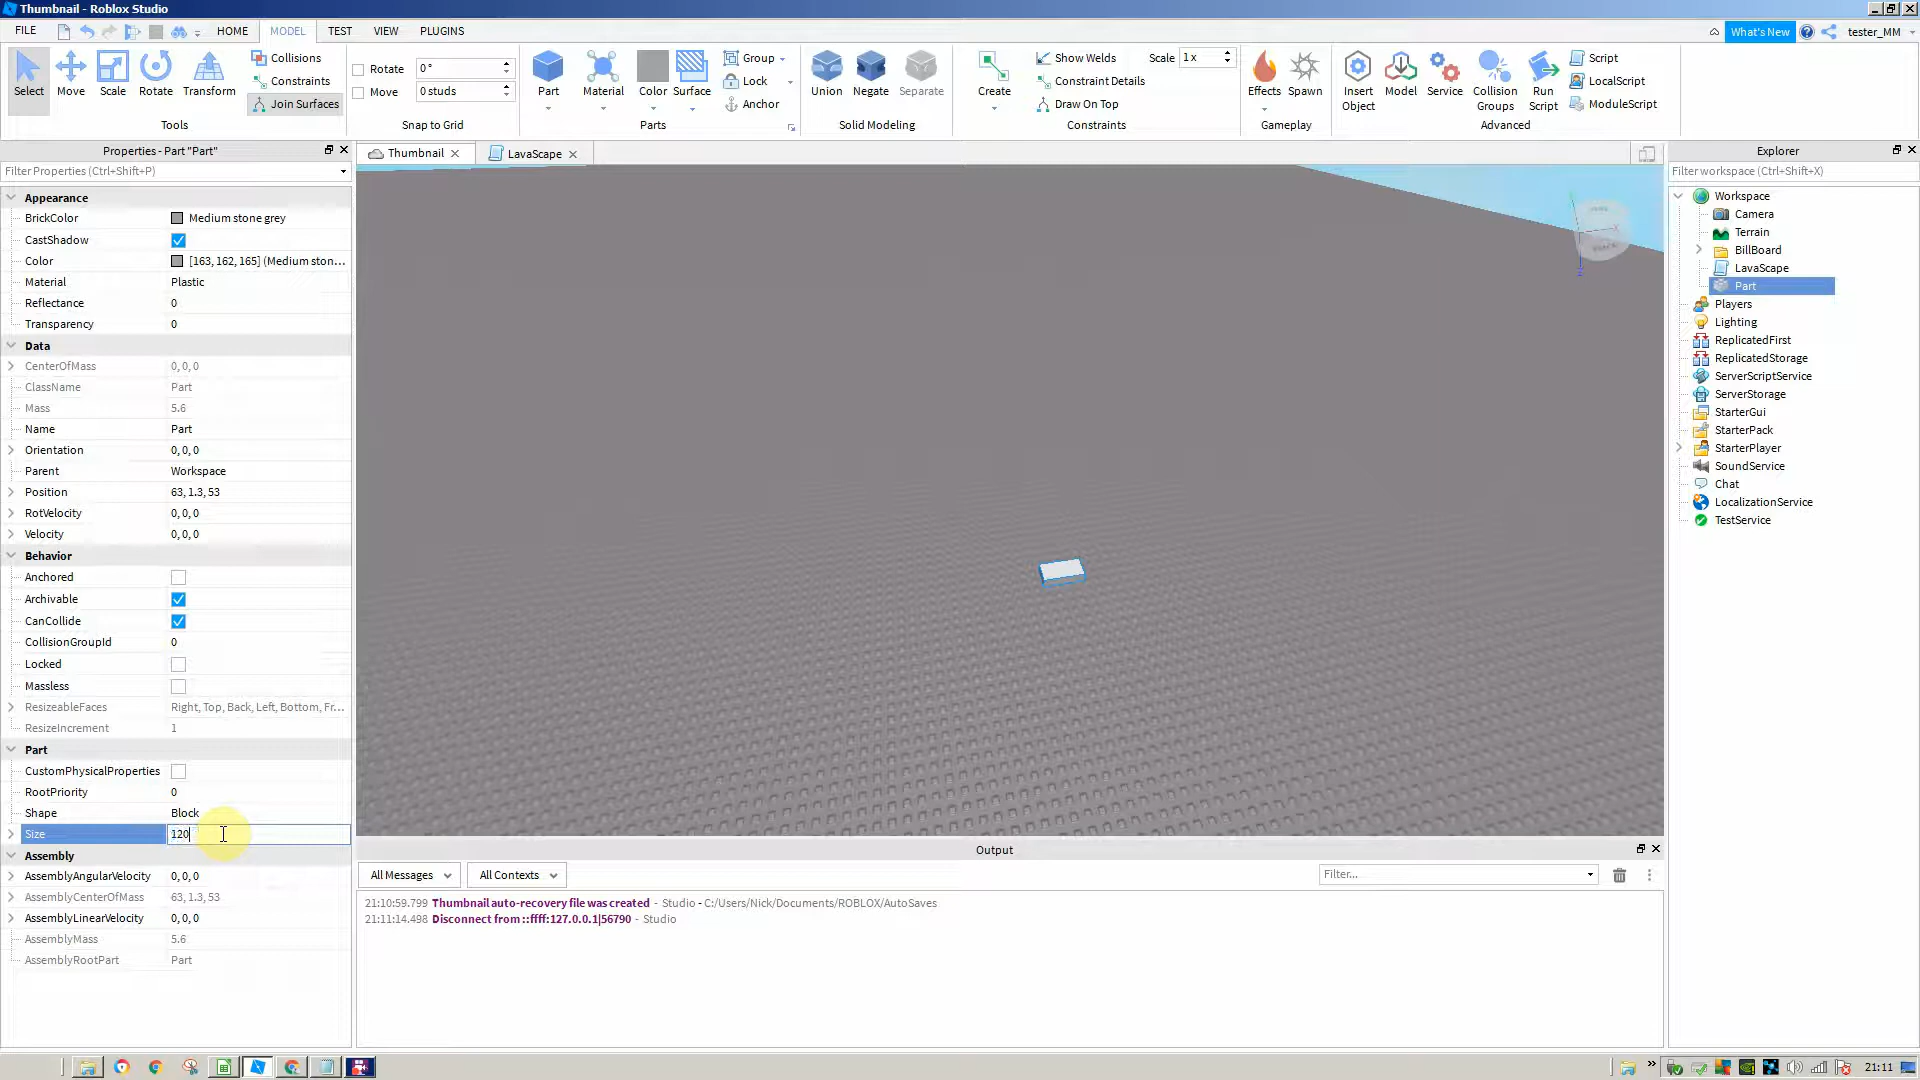 Thumbnail - Roblox Studio
FILE HOME MODEL TEST VIEW PLUGINS What's New tester_MM
Select Move Scale Rotate Transform
Collisions
Constraints
Join Surfaces
Tools
Rotate 0°
Move 0 studs
Snap to Grid
Part Material Color Surface
Group
Lock
Anchor
Parts
Union Negate Separate
Solid Modeling
Create
Show Welds
Constraint Details
Draw On Top
Scale 1x
Constraints
Effects Spawn
Gameplay
Insert Object
Model
Service
Collision Groups
Run Script
Script
LocalScript
ModuleScript
Advanced
Properties - Part "Part"
Filter Properties (Ctrl+Shift+P)
Appearance
BrickColor Medium stone grey
CastShadow
Color [163, 162, 165] (Medium ston...
Material Plastic
Reflectance 0
Transparency 0
Data
CenterOfMass 0, 0, 0
ClassName Part
Mass 5.6
Name Part
Orientation 0, 0, 0
Parent Workspace
Position 63, 1.3, 53
RotVelocity 0, 0, 0
Velocity 0, 0, 0
Behavior
Anchored
Archivable
CanCollide
CollisionGroupId 0
Locked
Massless
ResizeableFaces Right, Top, Back, Left, Bottom, Fr...
ResizeIncrement 1
Part
CustomPhysicalProperties
RootPriority 0
Shape Block
Size 120
Assembly
AssemblyAngularVelocity 0, 0, 0
AssemblyCenterOfMass 63, 1.3, 53
AssemblyLinearVelocity 0, 0, 0
AssemblyMass 5.6
AssemblyRootPart Part
Thumbnail LavaScape
Output
All Messages All Contexts Filter...
21:10:59.799 Thumbnail auto-recovery file was created - Studio - C:/Users/Nick/Documents/ROBLOX/AutoSaves
21:11:14.498 Disconnect from ::ffff:127.0.0.1|56790 - Studio
Explorer
Filter workspace (Ctrl+Shift+X)
Workspace
Camera
Terrain
BillBoard
LavaScape
Part
Players
Lighting
ReplicatedFirst
ReplicatedStorage
ServerScriptService
ServerStorage
StarterGui
StarterPack
StarterPlayer
SoundService
Chat
LocalizationService
TestService
21:11